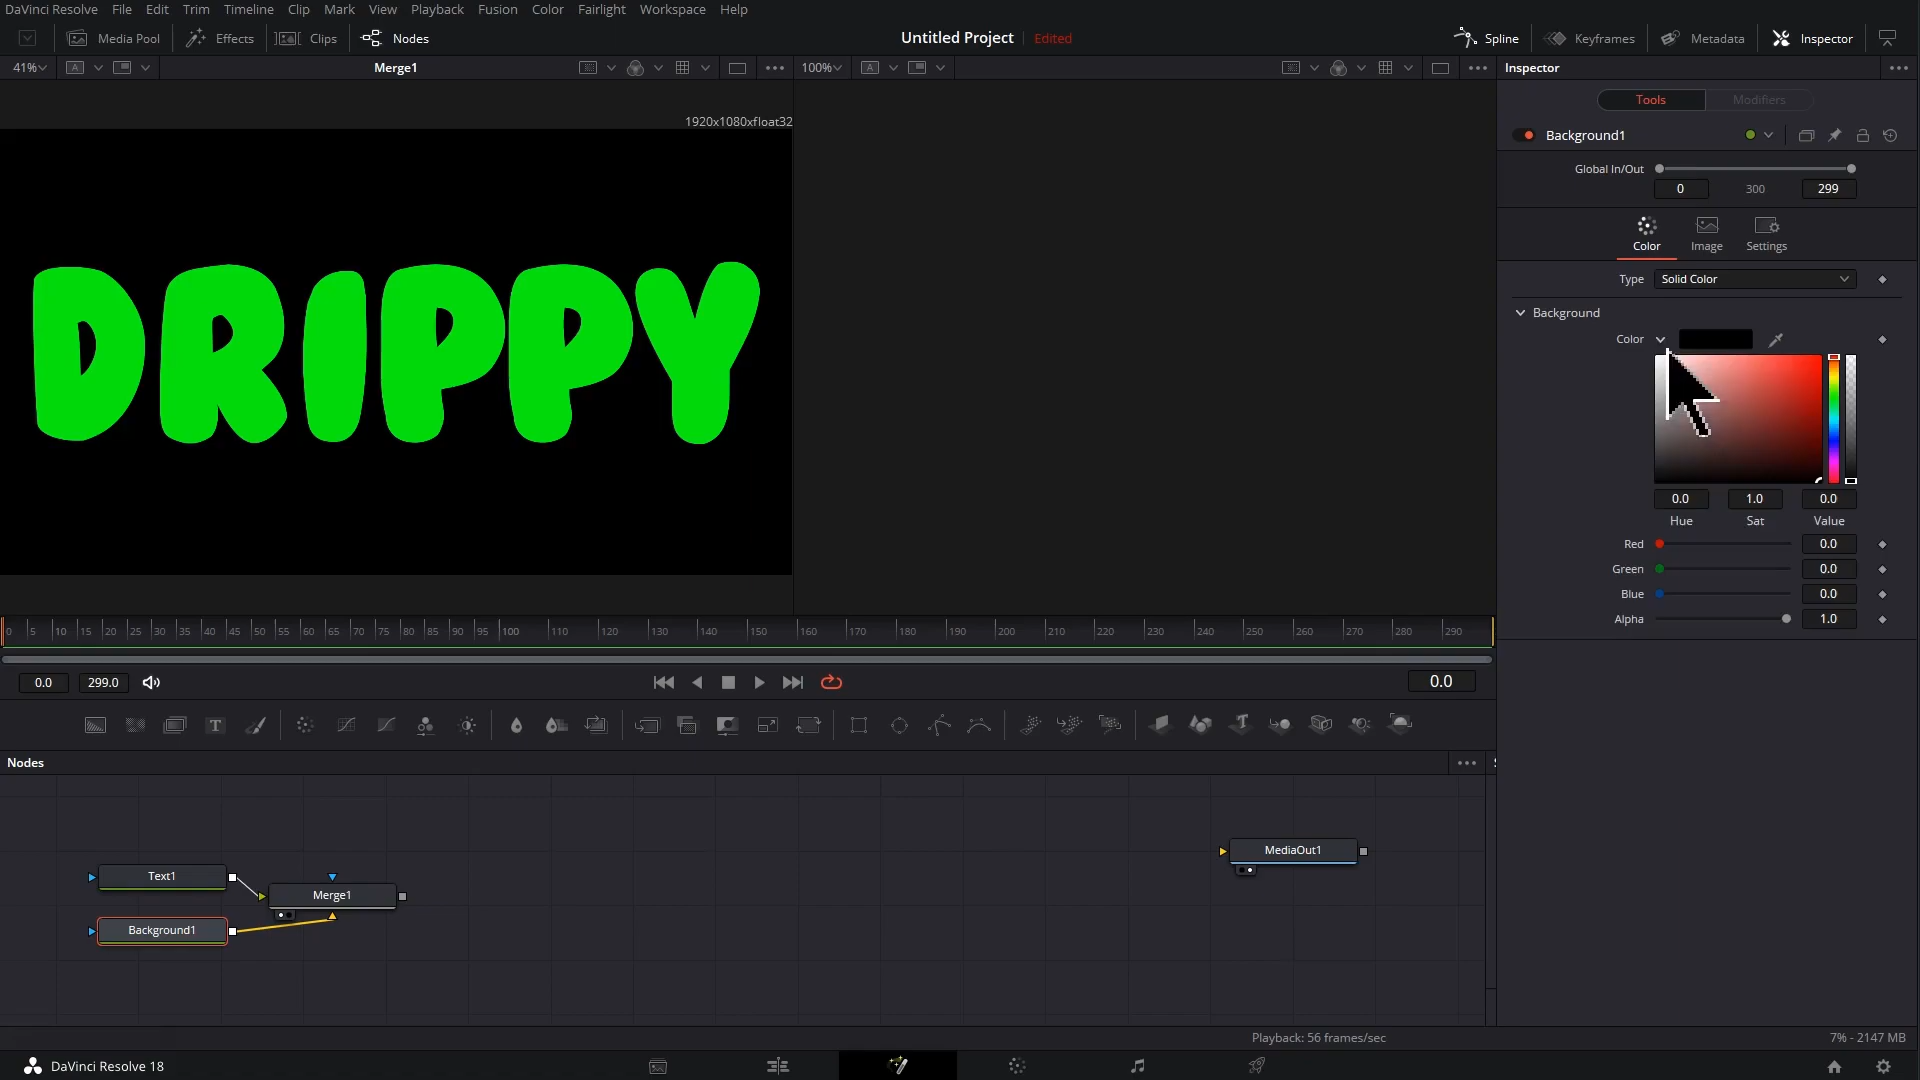 DaVinci Resolve File Edit Trim Timeline Clip Mark View Playback Fusion Color Fairlight Workspace Help
Media Pool Effects Clips Nodes Untitled Project Edited Spline Keyframes Metadata Inspector
41% Merge1 100% Inspector
Tools Modifiers
1920x1080xfloat32
Background1
Global In/Out
0 300 299
Color Image Settings
Type Solid Color
Background
Color
DRIPPY
0.0 1.0 0.0
Hue Sat Value
Red 0.0
Green 0.0
Blue 0.0
Alpha 1.0
0 5 10 15 20 25 30 35 40 45 50 55 60 65 70 75 80 85 90 95 100 110 120 130 140 150 160 170 180 190 200 210 220 230 240 250 260 270 280 290
0.0 299.0 0.0
Nodes
MediaOut1
Text1
Merge1
Background1
Playback: 56 frames/sec 7% - 2147 MB
DaVinci Resolve 18